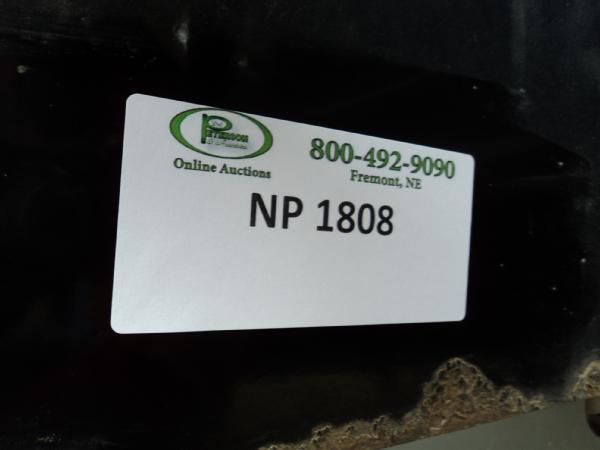 Online Auctions
800-492-9090
Fremont, NE
NP 1808